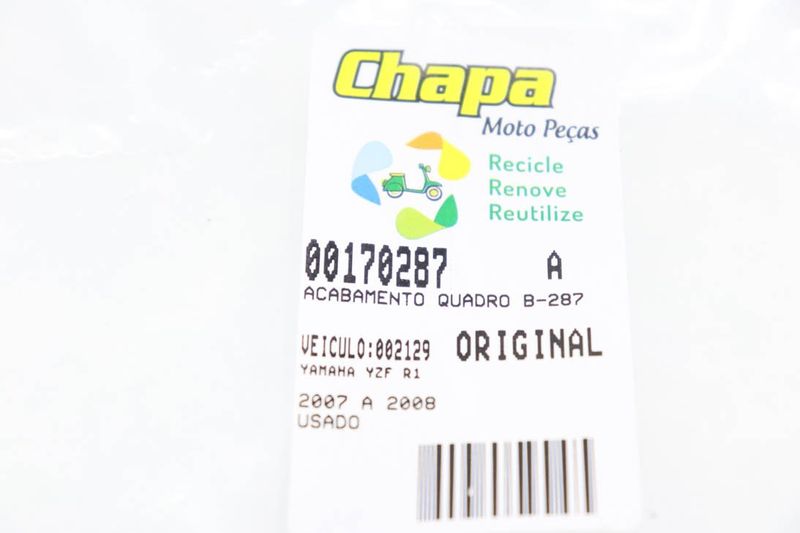 Chapa
Moto Peças
Recicle
Renove
Reutilize
00170287 A
ACABAMENTO QUADRO B-287
VEICULO:002129 ORIGINAL
YAMAHA YZF R1
2007 A 2008
USADO